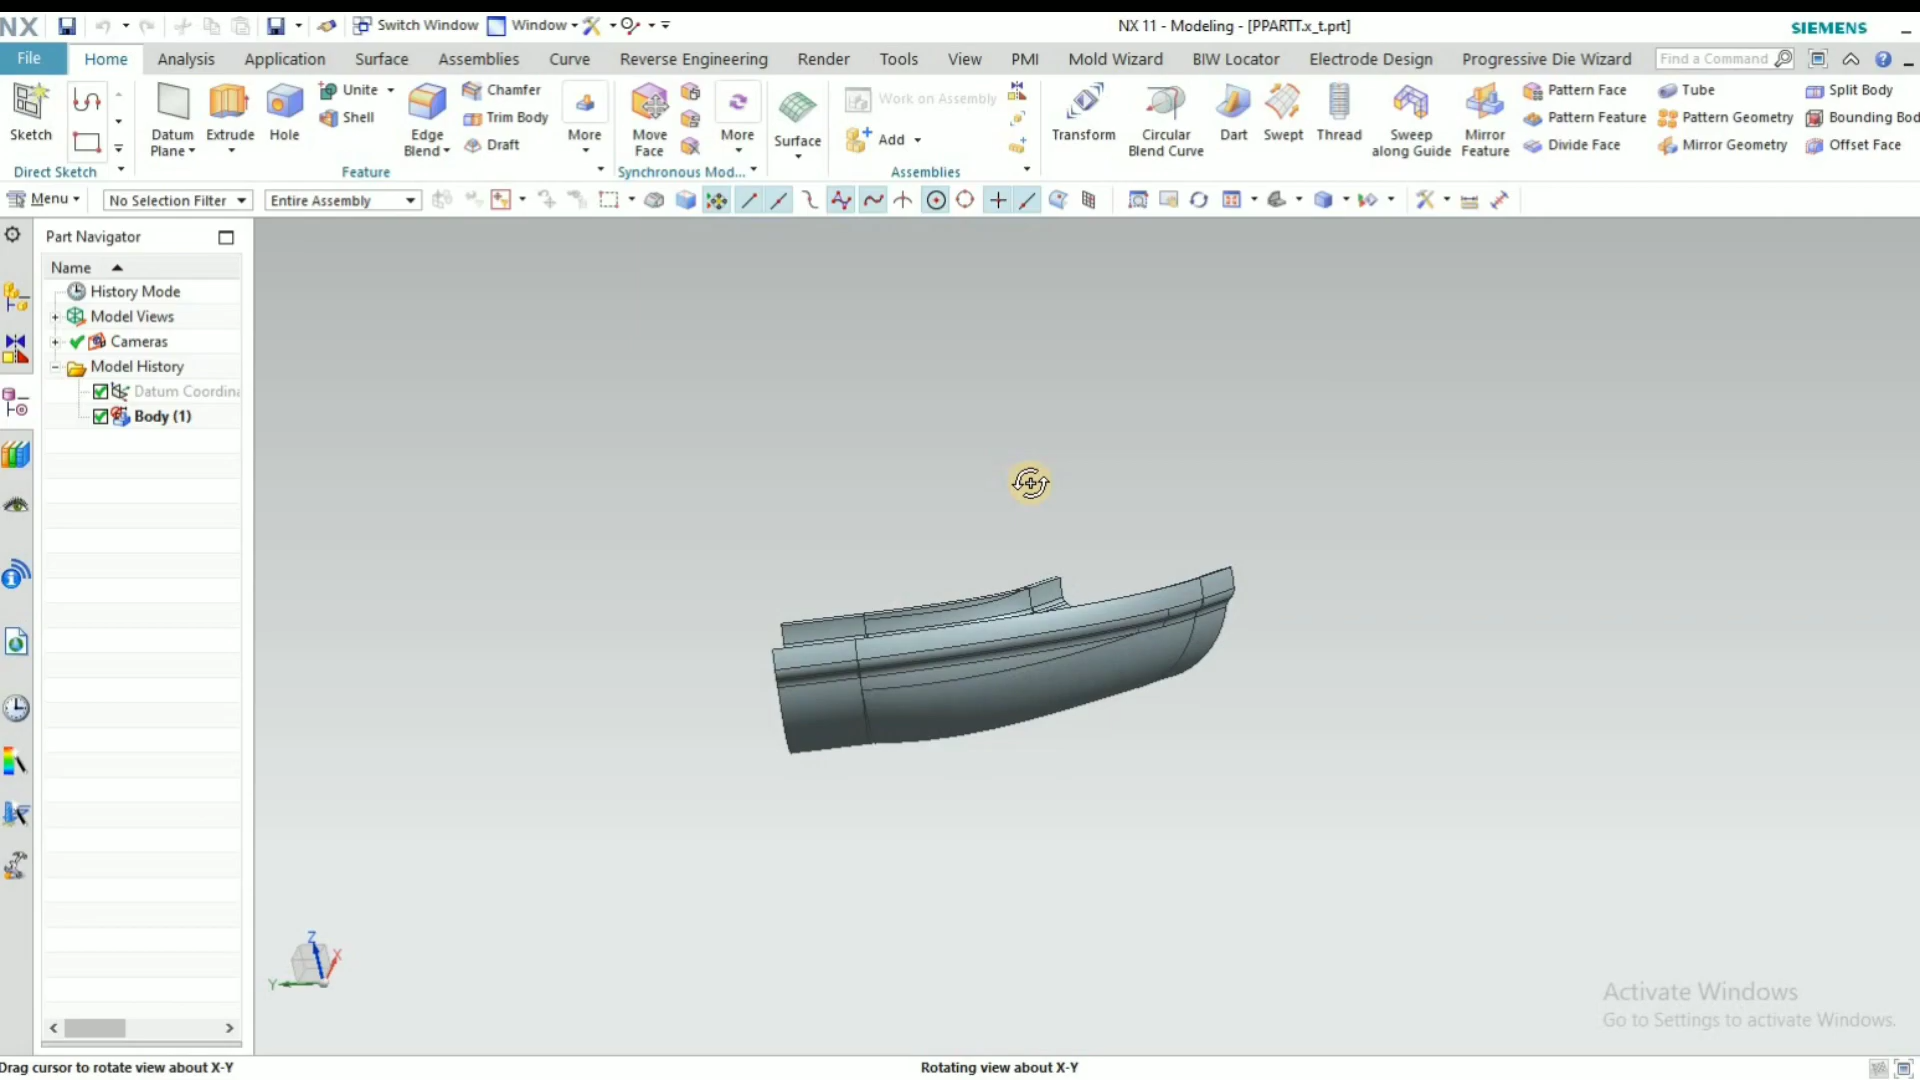 NX Switch Window Window NX 11 - Modeling - [PPARTT.x_t.prt] SIEMENS
File Home Analysis Application Surface Assemblies Curve Reverse Engineering Render Tools View PMI Mold Wizard BIW Locator Electrode Design Progressive Die Wizard Find a Command
Sketch
Datum Plane
Extrude
Hole
Unite
Shell
Edge Blend
Chamfer
Trim Body
Draft
More
Move Face
More
Surface
Work on Assembly
Add
Transform
Circular Blend Curve
Dart
Swept
Thread
Sweep along Guide
Mirror Feature
Pattern Face
Pattern Feature
Divide Face
Tube
Pattern Geometry
Mirror Geometry
Split Body
Bounding Bod
Offset Face
Direct Sketch Feature Synchronous Mod... Assemblies
Menu No Selection Filter Entire Assembly
Part Navigator
Name
History Mode
Model Views
Cameras
Model History
Datum Coordina
Body (1)
Z
X
Y
Activate Windows
Go to Settings to activate Windows.
Drag cursor to rotate view about X-Y Rotating view about X-Y